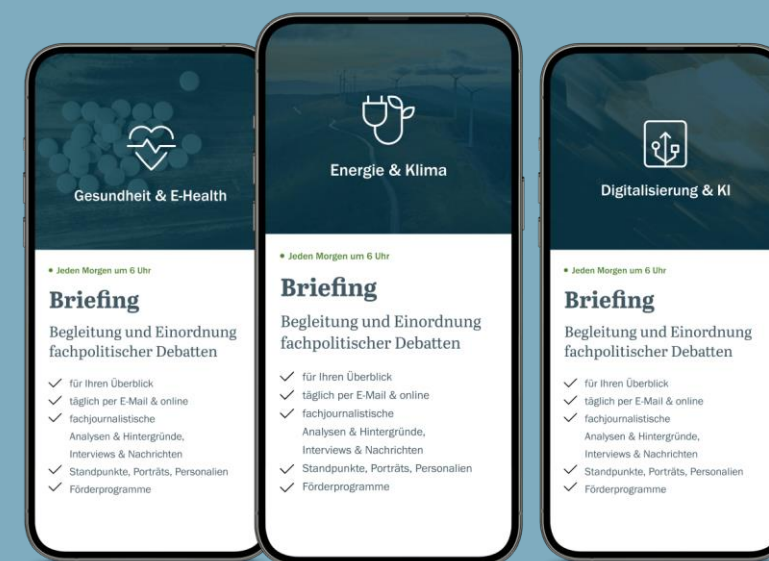 Gesundheit & E-Health
• Jeden Morgen um 6 Uhr
Briefing
Begleitung und Einordnung
fachpolitischer Debatten
für Ihren Überblick
täglich per E-Mail & online
fachjournalistische
Analysen & Hintergründe,
Interviews & Nachrichten
Standpunkte, Porträts, Personalien
Förderprogramme
Energie & Klima
• Jeden Morgen um 6 Uhr
Briefing
Begleitung und Einordnung
fachpolitischer Debatten
für Ihren Überblick
täglich per E-Mail & online
fachjournalistische
Analysen & Hintergründe,
Interviews & Nachrichten
Standpunkte, Porträts, Personalien
Förderprogramme
Digitalisierung & KI
• Jeden Morgen um 6 Uhr
Briefing
Begleitung und Einordnung
fachpolitischer Debatten
für Ihren Überblick
täglich per E-Mail & online
fachjournalistische
Analysen & Hintergründe,
Interviews & Nachrichten
Standpunkte, Porträts, Personalien
Förderprogramme